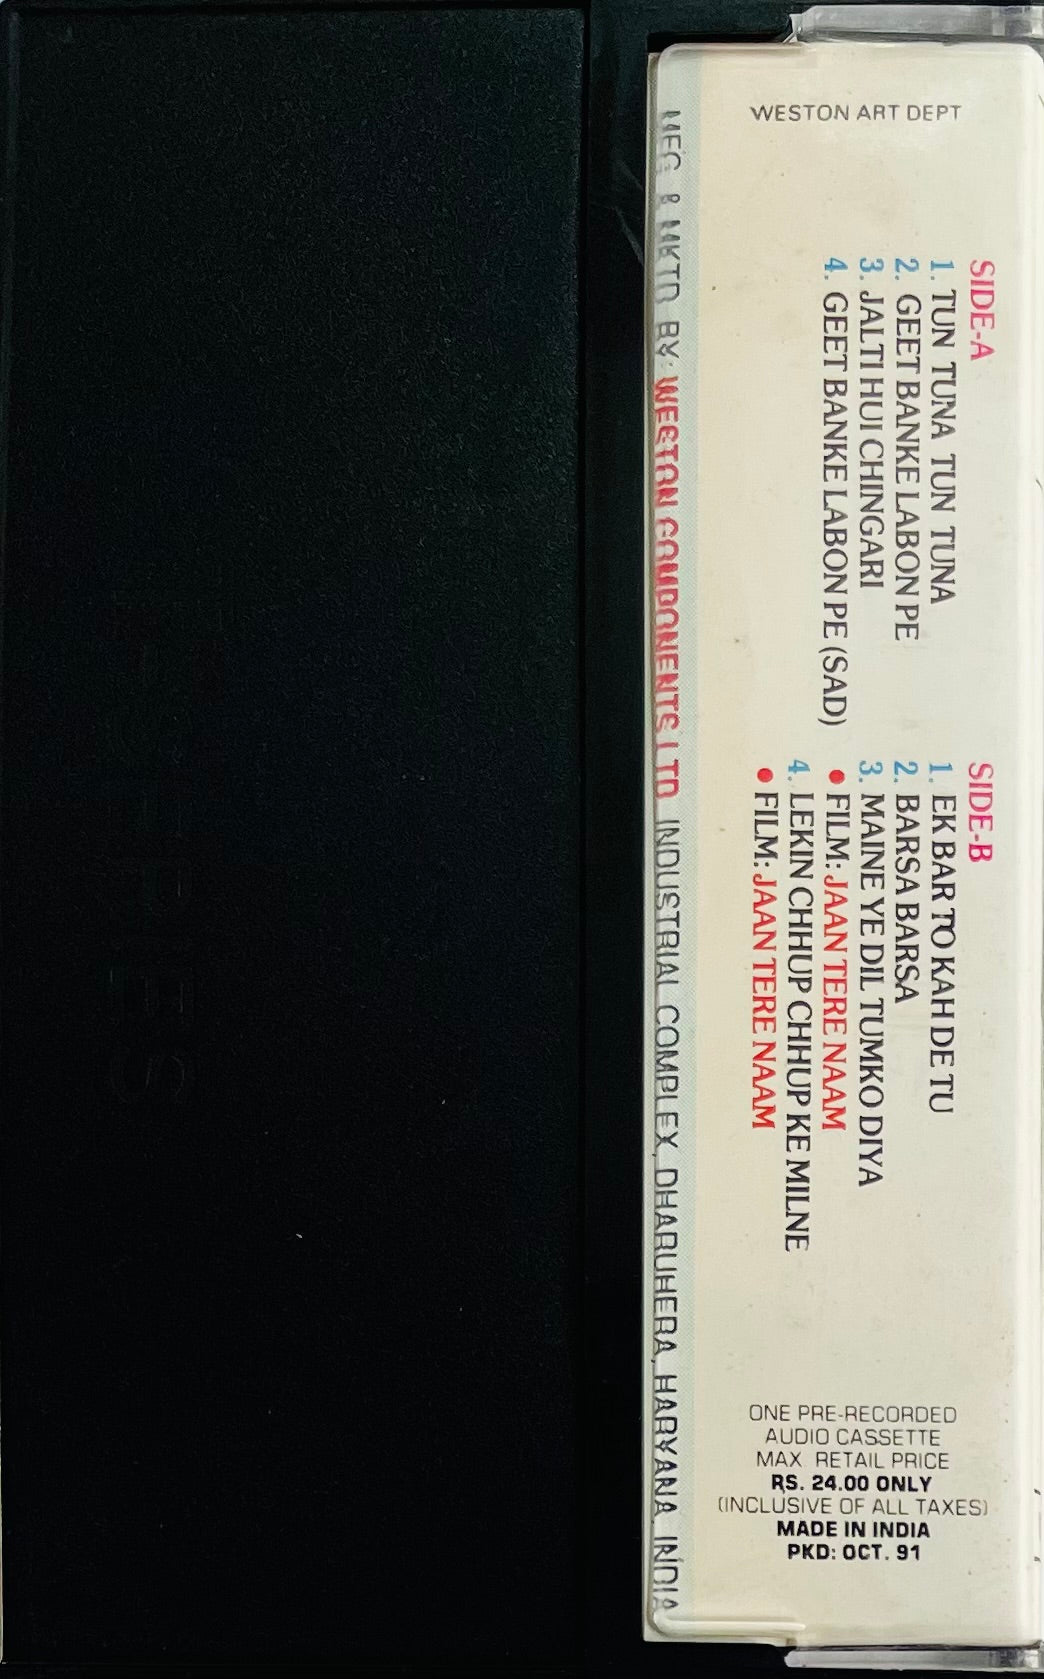 WESTON ART DEPT
SIDE-A
1. TUN TUNA TUN TUNA
2. GEET BANKE LABON PE
3. JALTI HUI CHINGARI
4. GEET BANKE LABON PE (SAD)
SIDE-B
1. EK BAR TO KAH DE TU
2. BARSA BARSA
3. MAINE YE DIL TUMKO DIYA
● FILM: JAAN TERE NAAM
4. LEKIN CHHUP CHHUP KE MILNE
● FILM: JAAN TERE NAAM
ONE PRE-RECORDED
AUDIO CASSETTE
MAX RETAIL PRICE
RS. 24.00 ONLY
(INCLUSIVE OF ALL TAXES)
MADE IN INDIA
PKD: OCT. 91
MFG & MKTD BY: WESTON COMPONENTS LTD INDUSTRIAL COMPLEX, DHARUHERA, HARYANA INDIA